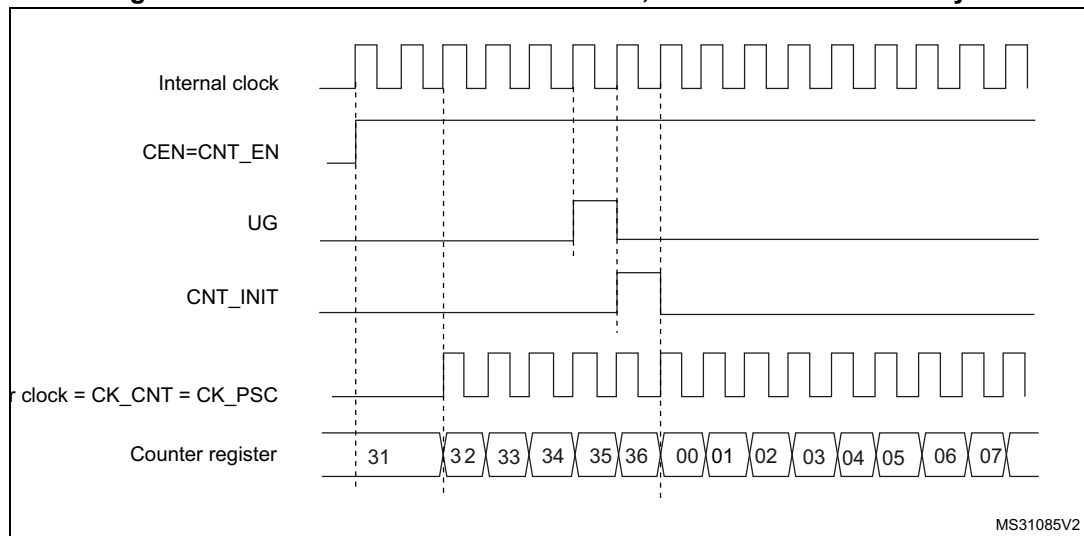 Internal clock
CEN=CNT_EN
UG
CNT_INIT
r clock = CK_CNT = CK_PSC
Counter register
31 32 33 34 35 36 00 01 02 03 04 05 06 07
MS31085V2